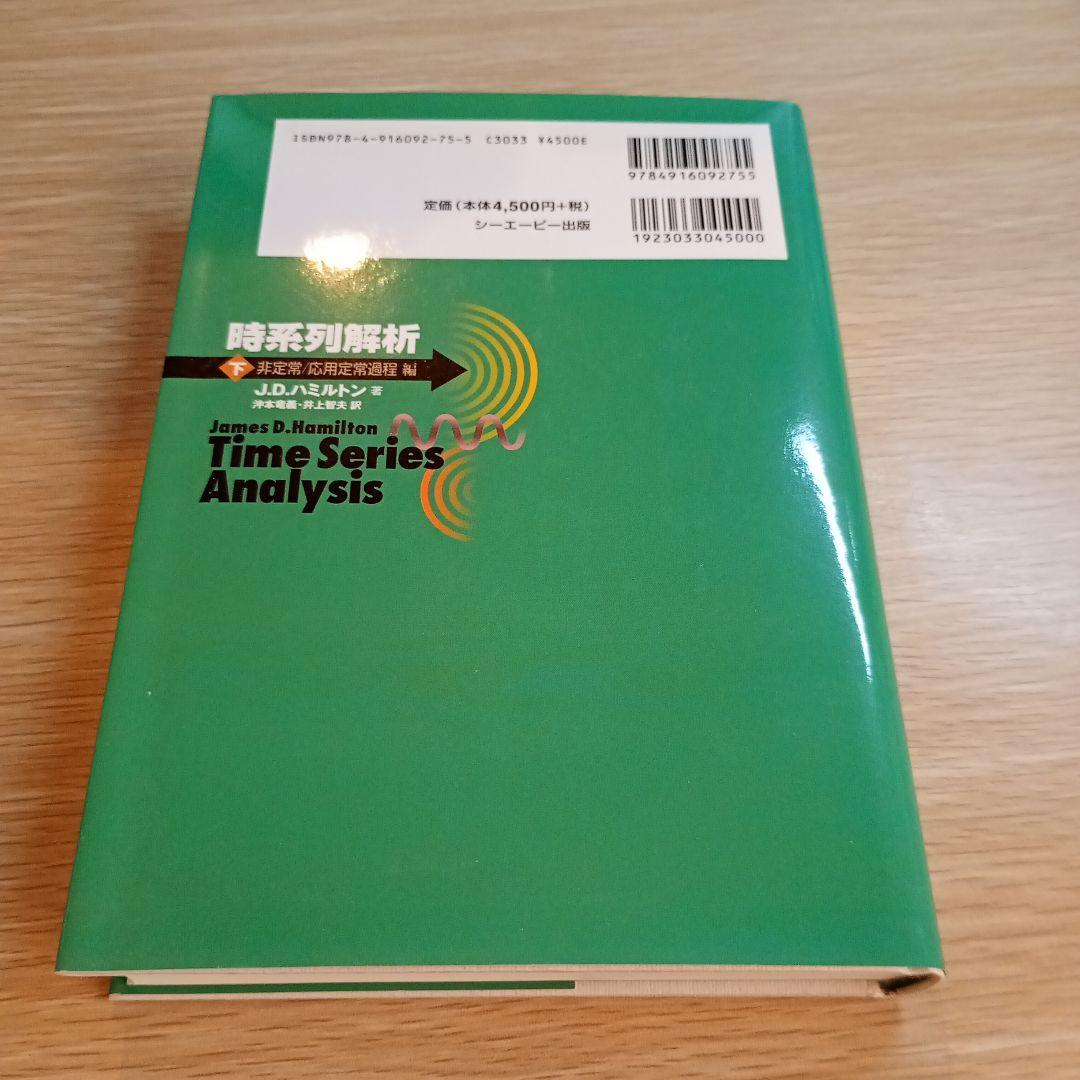 ISBN978-4-916092-75-5 C3033 ¥4500E
9784916092755
定価(本体4,500円+税)
シーエーピー出版
1923033045000
時系列解析
下 非定常/応用定常過程 編
J.D.ハミルトン 著
沖本竜義・井上智夫 訳
James D.Hamilton
Time Series
Analysis